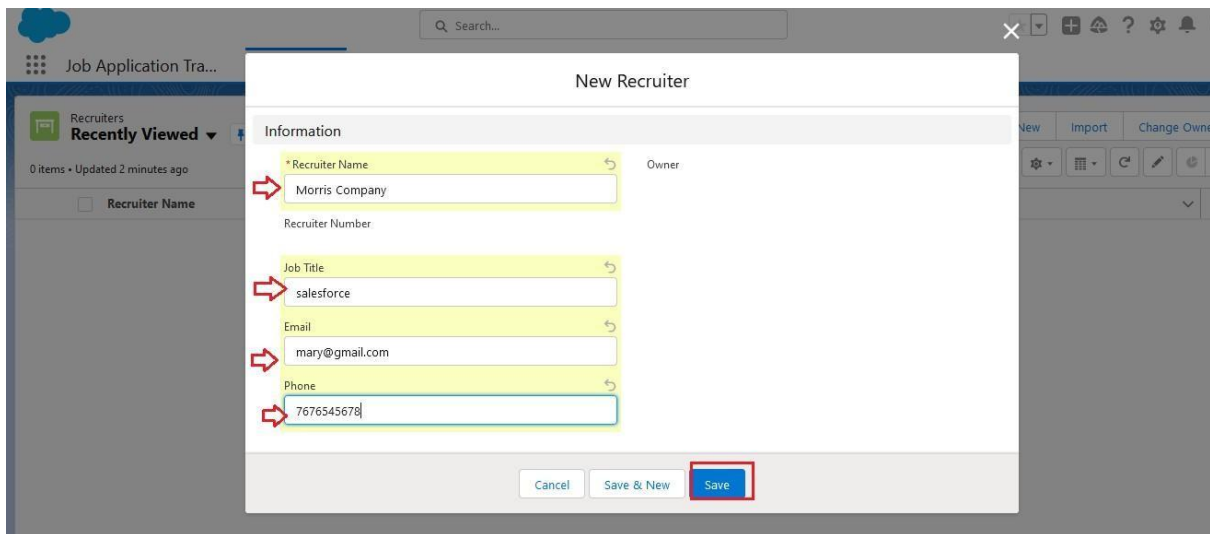 Search...
Job Application Tra...
New Recruiter
Recruiters
Recently Viewed
New Import Change Owne
Information
0 items • Updated 2 minutes ago
*Recruiter Name
Owner
Morris Company
Recruiter Name
Recruiter Number
Job Title
salesforce
Email
mary@gmail.com
Phone
7676545678
Cancel Save & New Save